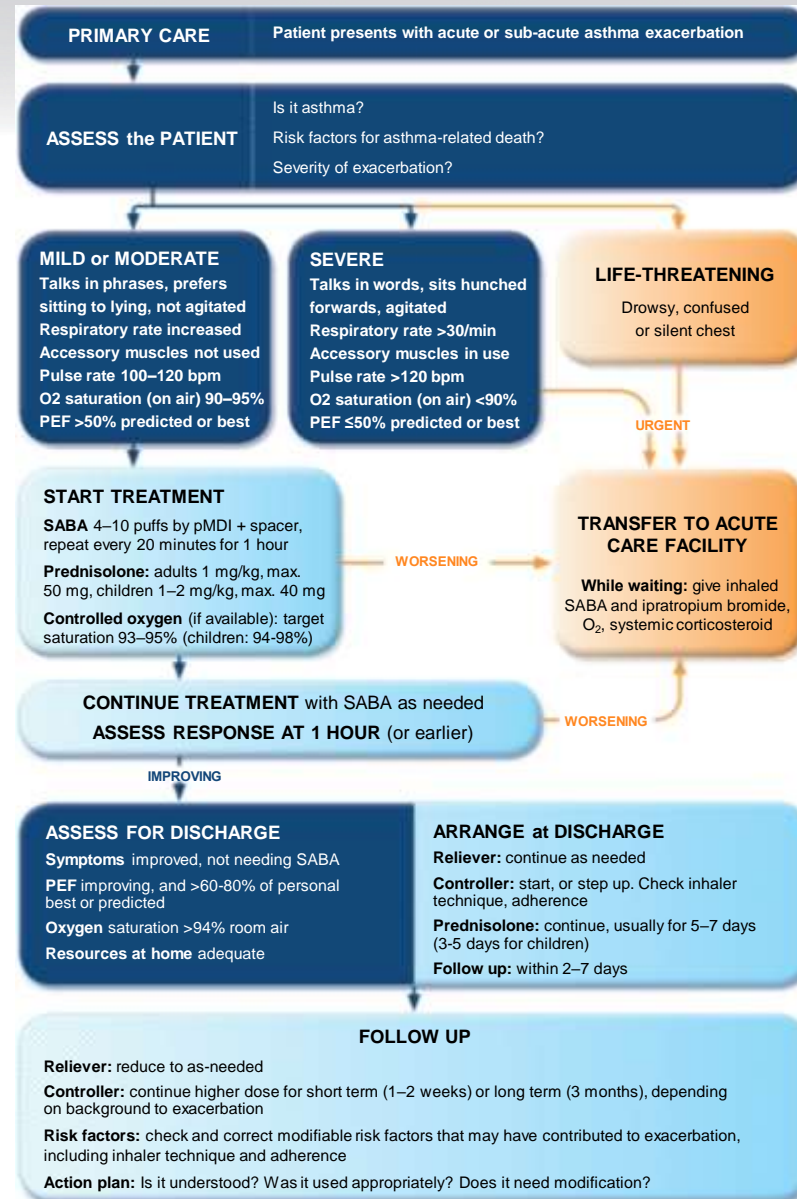 PRIMARY CARE
Patient presents with acute or sub-acute asthma exacerbation
ASSESS the PATIENT
Is it asthma?
Risk factors for asthma-related death?
Severity of exacerbation?
MILD or MODERATE
Talks in phrases, prefers
sitting to lying, not agitated
Respiratory rate increased
Accessory muscles not used
Pulse rate 100–120 bpm
O2 saturation (on air) 90–95%
PEF >50% predicted or best
SEVERE
Talks in words, sits hunched
forwards, agitated
Respiratory rate >30/min
Accessory muscles in use
Pulse rate >120 bpm
O2 saturation (on air) <90%
PEF ≤50% predicted or best
LIFE-THREATENING
Drowsy, confused
or silent chest
URGENT
START TREATMENT
SABA 4–10 puffs by pMDI + spacer,
repeat every 20 minutes for 1 hour
Prednisolone: adults 1 mg/kg, max.
50 mg, children 1–2 mg/kg, max. 40 mg
Controlled oxygen (if available): target
saturation 93–95% (children: 94-98%)
WORSENING
TRANSFER TO ACUTE
CARE FACILITY
While waiting: give inhaled
SABA and ipratropium bromide,
O₂, systemic corticosteroid
CONTINUE TREATMENT with SABA as needed
ASSESS RESPONSE AT 1 HOUR (or earlier)
WORSENING
IMPROVING
ASSESS FOR DISCHARGE
Symptoms improved, not needing SABA
PEF improving, and >60-80% of personal
best or predicted
Oxygen saturation >94% room air
Resources at home adequate
ARRANGE at DISCHARGE
Reliever: continue as needed
Controller: start, or step up. Check inhaler
technique, adherence
Prednisolone: continue, usually for 5–7 days
(3-5 days for children)
Follow up: within 2–7 days
FOLLOW UP
Reliever: reduce to as-needed
Controller: continue higher dose for short term (1–2 weeks) or long term (3 months), depending
on background to exacerbation
Risk factors: check and correct modifiable risk factors that may have contributed to exacerbation,
including inhaler technique and adherence
Action plan: Is it understood? Was it used appropriately? Does it need modification?